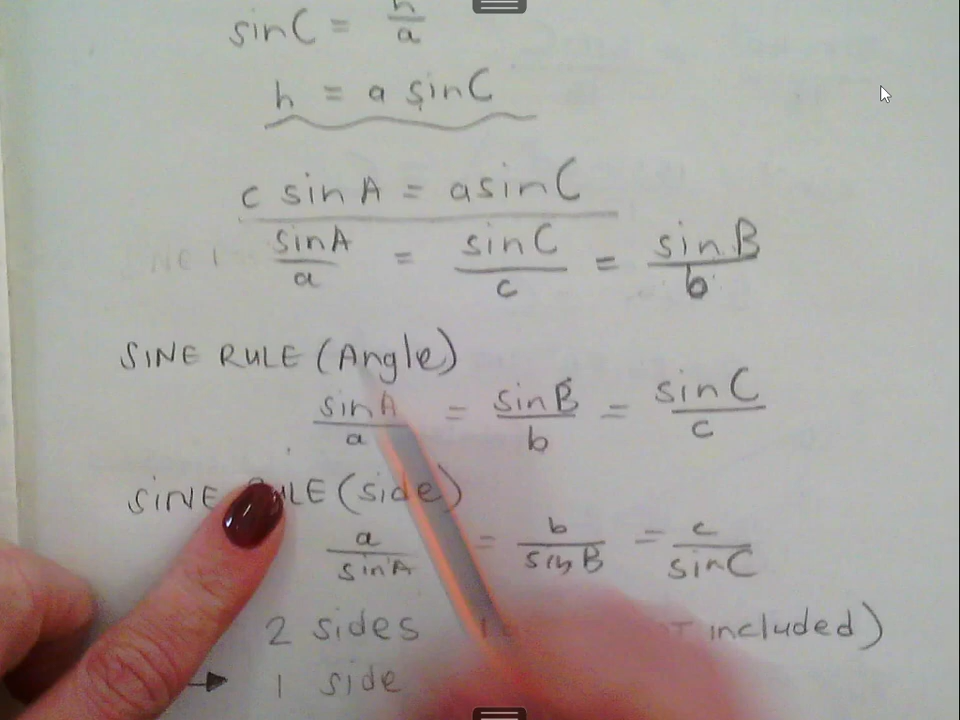 sinC = h/a
h = a sinC
c sinA = asinC
sinA/a = sinC/c = sinB/b
SINE RULE (Angle)
sinA/a = sinB/b = sinC/c
SINE RULE (side)
a/sinA = b/sinB = c/sinC
2 sides included)
1 side